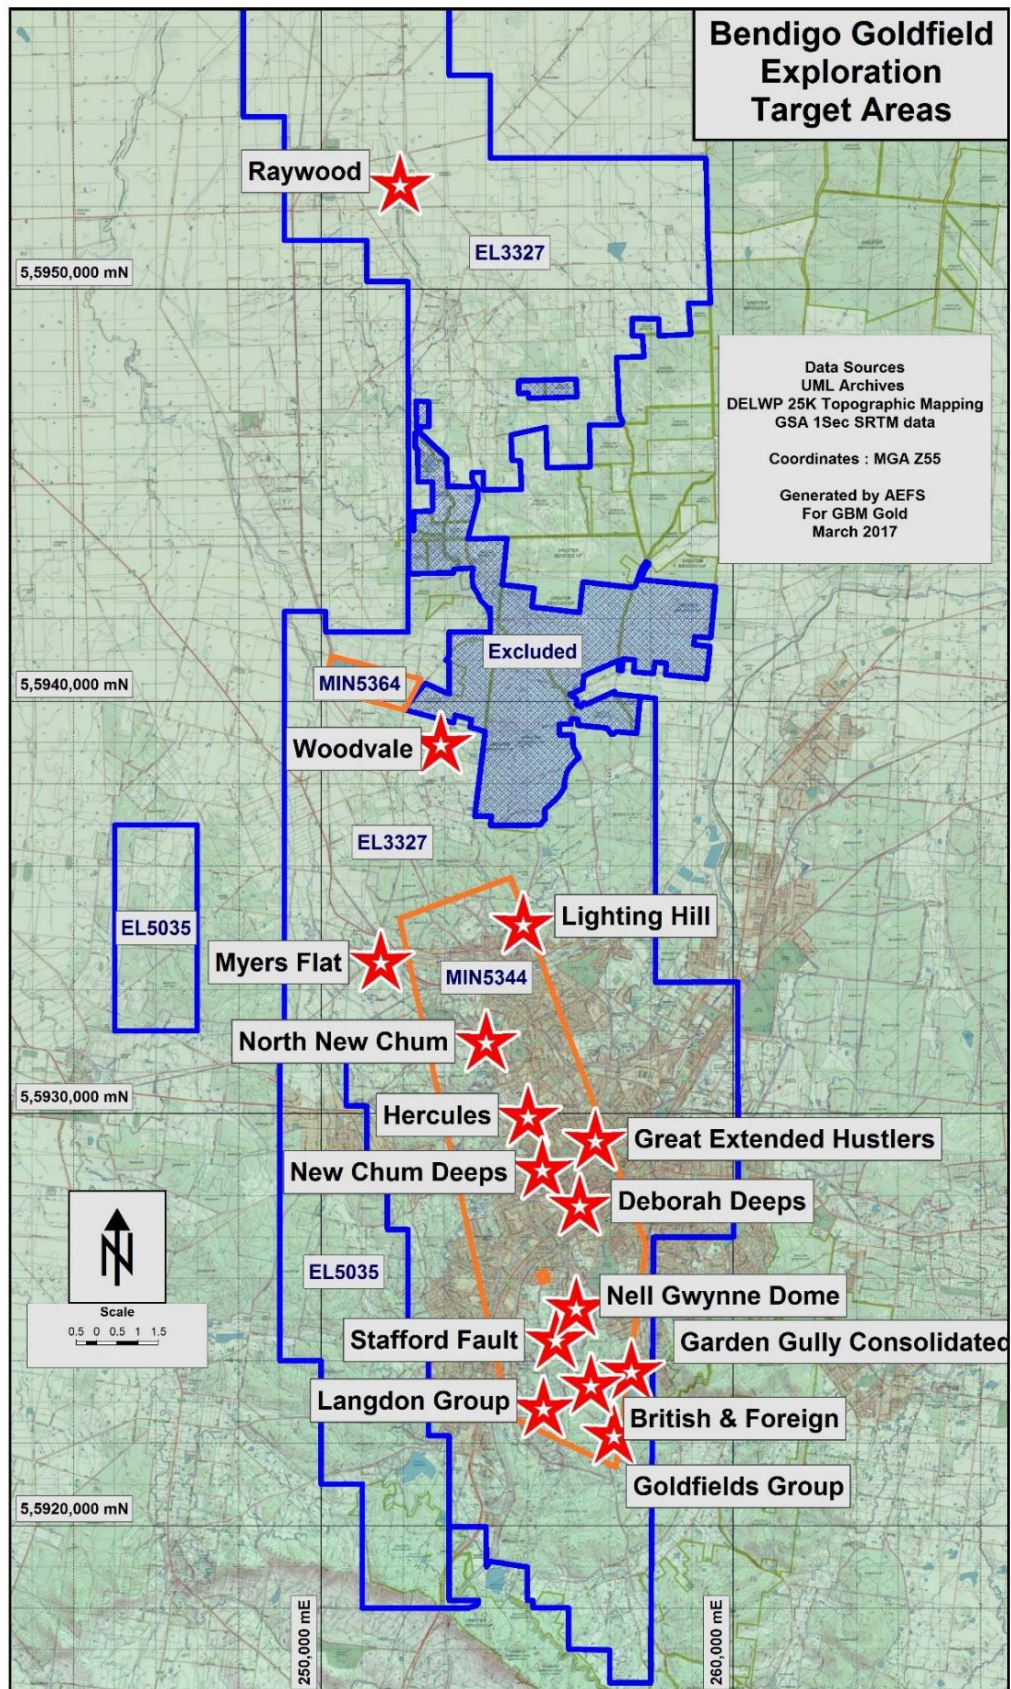 Bendigo Goldfield
Exploration
Target Areas
Raywood
EL3327
5,5950,000 mN
Data Sources
UML Archives
DELWP 25K Topographic Mapping
GSA 1Sec SRTM data
Coordinates : MGA Z55
Generated by AEFS
For GBM Gold
March 2017
Excluded
MIN5364
5,5940,000 mN
Woodvale
EL3327
EL5035
Lighting Hill
Myers Flat
MIN5344
North New Chum
5,5930,000 mN
Hercules
Great Extended Hustlers
New Chum Deeps
Deborah Deeps
N
EL5035
Scale
0.5 0 0.5 1 1.5
Nell Gwynne Dome
Stafford Fault
Garden Gully Consolidated
Langdon Group
British & Foreign
Goldfields Group
5,5920,000 mN
250,000 mE
260,000 mE